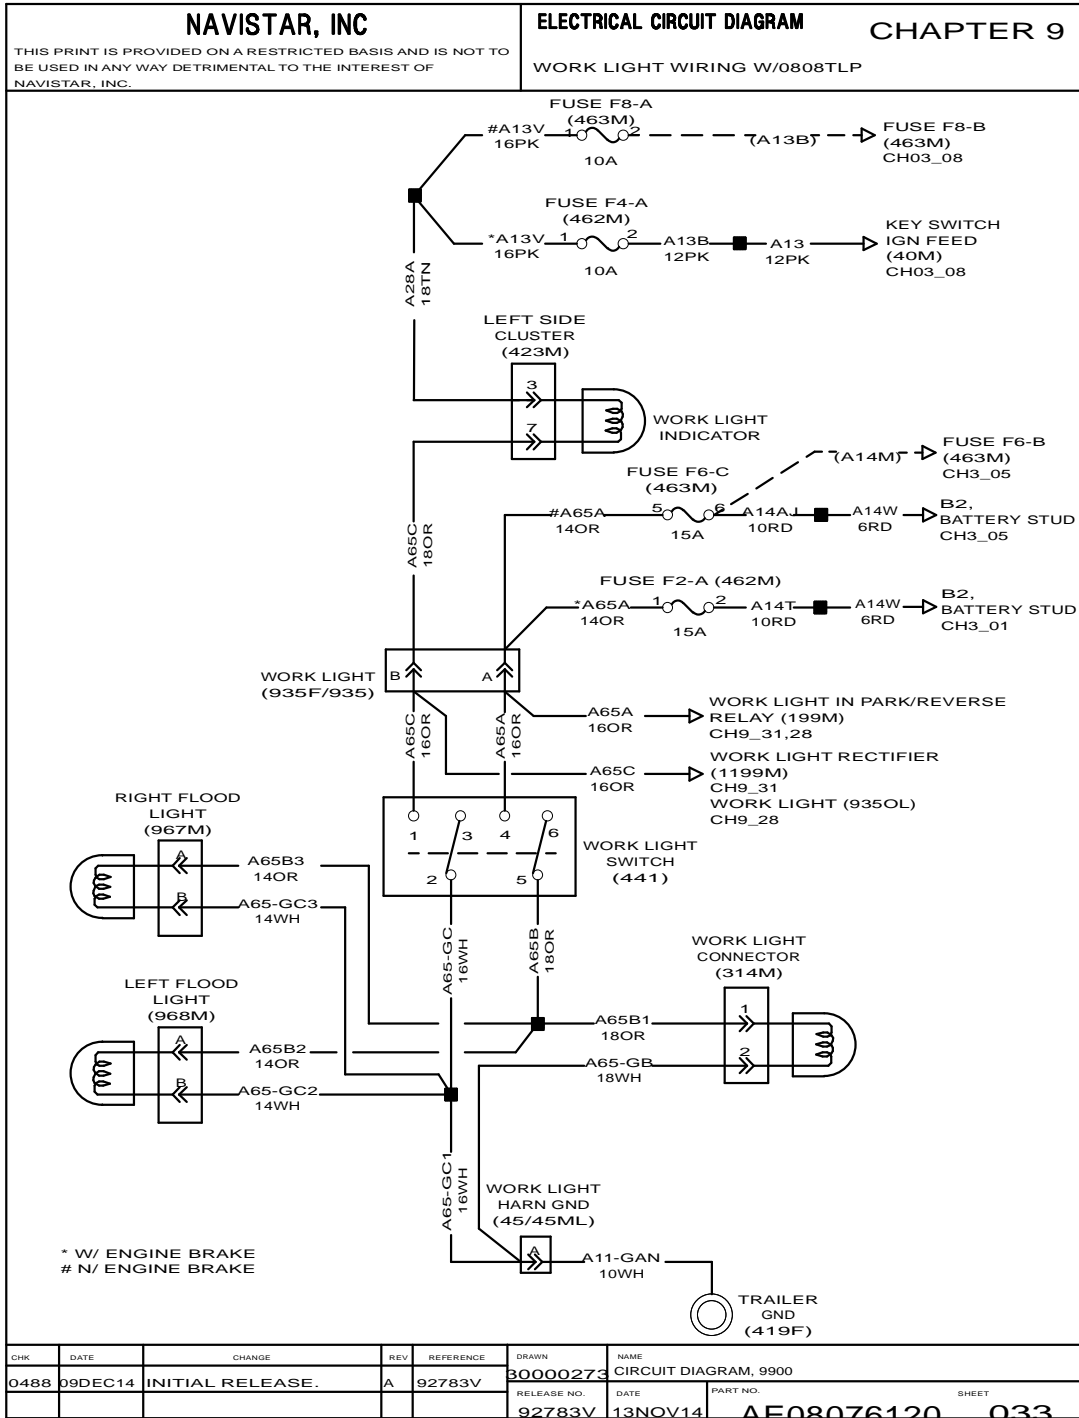 NAVISTAR, INC
THIS PRINT IS PROVIDED ON A RESTRICTED BASIS AND IS NOT TO
BE USED IN ANY WAY DETRIMENTAL TO THE INTEREST OF
NAVISTAR, INC.
ELECTRICAL CIRCUIT DIAGRAM
CHAPTER 9
WORK LIGHT WIRING W/0808TLP
FUSE F8-A
(463M)
#A13V
16PK
1
2
10A
(A13B)
FUSE F8-B
(463M)
CH03_08
FUSE F4-A
(462M)
*A13V
16PK
1
2
10A
A13B
12PK
A13
12PK
KEY SWITCH
IGN FEED
(40M)
CH03_08
A28A
18TN
LEFT SIDE
CLUSTER
(423M)
3
7
WORK LIGHT
INDICATOR
(A14M)
FUSE F6-B
(463M)
CH3_05
FUSE F6-C
(463M)
#A65A
14OR
5
6
15A
A14AJ
10RD
A14W
6RD
B2,
BATTERY STUD
CH3_05
A65C
18OR
FUSE F2-A (462M)
*A65A
14OR
1
2
15A
A14T
10RD
A14W
6RD
B2,
BATTERY STUD
CH3_01
WORK LIGHT
(935F/935)
B
A
A65C
16OR
A65A
16OR
A65A
16OR
WORK LIGHT IN PARK/REVERSE
RELAY (199M)
CH9_31,28
A65C
16OR
WORK LIGHT RECTIFIER
(1199M)
CH9_31
WORK LIGHT (935OL)
CH9_28
1
3
4
6
2
5
WORK LIGHT
SWITCH
(441)
RIGHT FLOOD
LIGHT
(967M)
A
B
A65B3
14OR
A65-GC3
14WH
A65-GC
16WH
A65B
18OR
WORK LIGHT
CONNECTOR
(314M)
1
2
A65B1
18OR
A65-GB
18WH
LEFT FLOOD
LIGHT
(968M)
A
B
A65B2
14OR
A65-GC2
14WH
A65-GC1
16WH
WORK LIGHT
HARN GND
(45/45ML)
A
A11-GAN
10WH
TRAILER
GND
(419F)
* W/ ENGINE BRAKE
# N/ ENGINE BRAKE
CHK DATE CHANGE REV REFERENCE
0488 09DEC14 INITIAL RELEASE. A 92783V
DRAWN
30000273
NAME
CIRCUIT DIAGRAM, 9900
RELEASE NO. DATE PART NO. SHEET
92783V 13NOV14 AE08076120 033